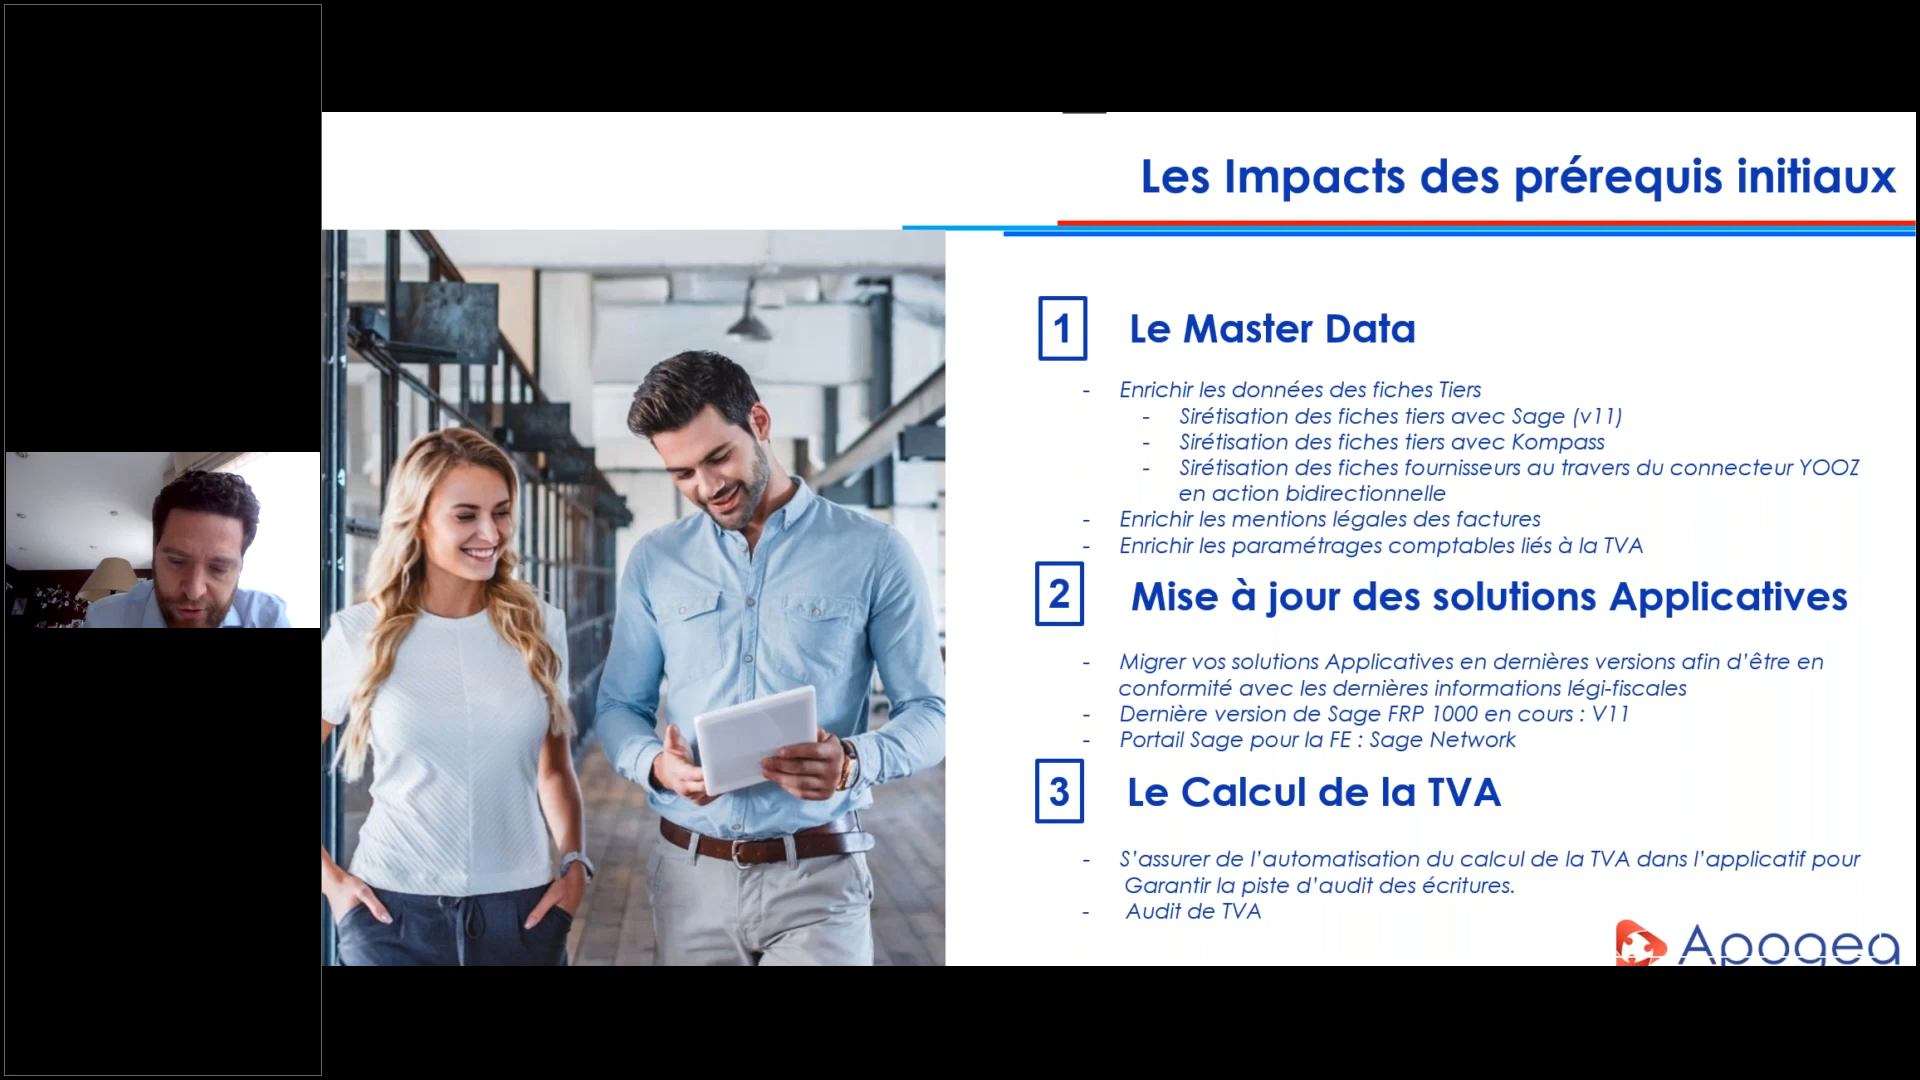 Les Impacts des prérequis initiaux
1 Le Master Data
- Enrichir les données des fiches Tiers
- Sirétisation des fiches tiers avec Sage (v11)
- Sirétisation des fiches tiers avec Kompass
- Sirétisation des fiches fournisseurs au travers du connecteur YOOZ
en action bidirectionnelle
- Enrichir les mentions légales des factures
- Enrichir les paramétrages comptables liés à la TVA
2 Mise à jour des solutions Applicatives
- Migrer vos solutions Applicatives en dernières versions afin d’être en
conformité avec les dernières informations légi-fiscales
- Dernière version de Sage FRP 1000 en cours : V11
- Portail Sage pour la FE : Sage Network
3 Le Calcul de la TVA
- S’assurer de l’automatisation du calcul de la TVA dans l’applicatif pour
Garantir la piste d’audit des écritures.
- Audit de TVA
Apogea